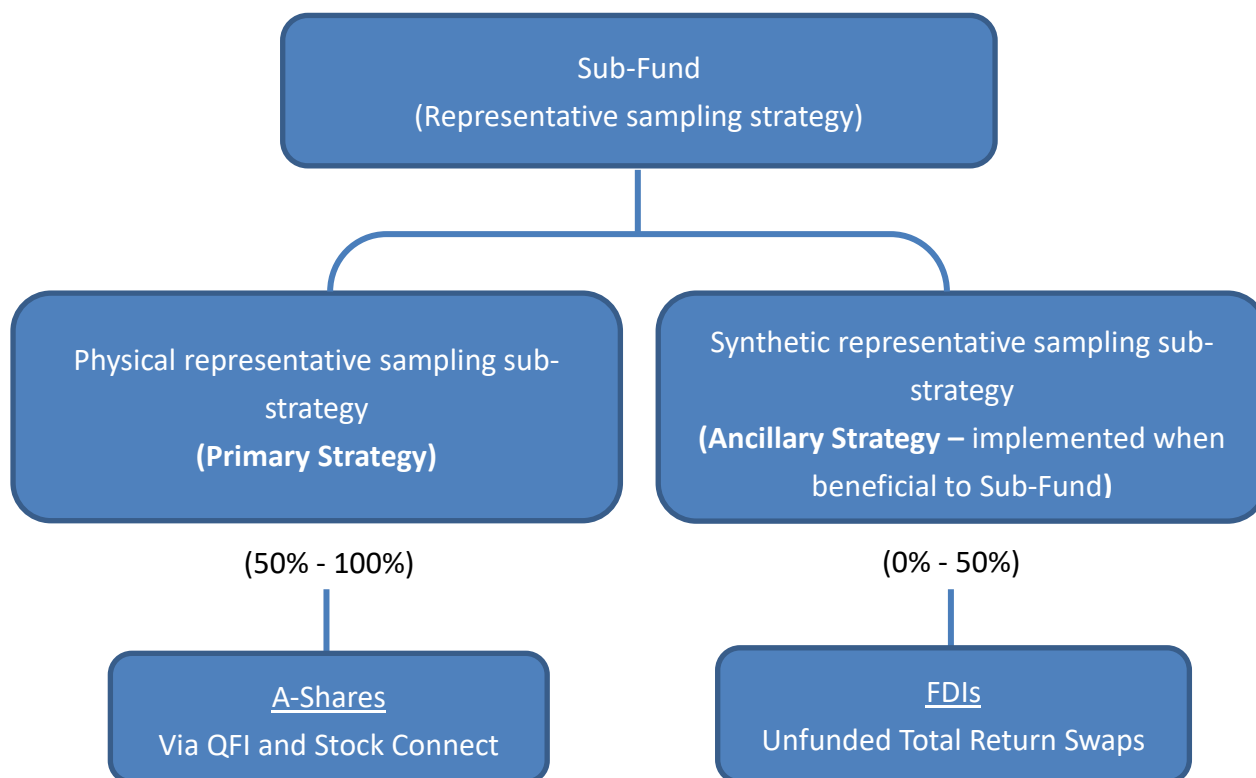 Sub-Fund
(Representative sampling strategy)
Physical representative sampling sub-
strategy
(Primary Strategy)
Synthetic representative sampling sub-
strategy
(Ancillary Strategy – implemented when
beneficial to Sub-Fund)
(50% - 100%)
(0% - 50%)
A-Shares
Via QFI and Stock Connect
FDIs
Unfunded Total Return Swaps